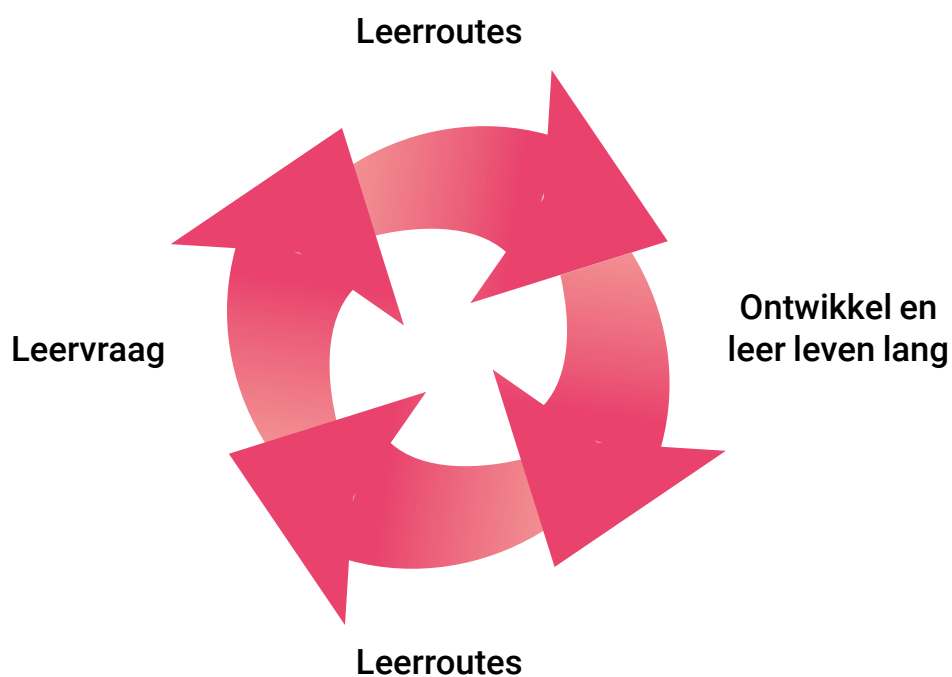 Leerroutes
Ontwikkel en
leer leven lang
Leervraag
Leerroutes